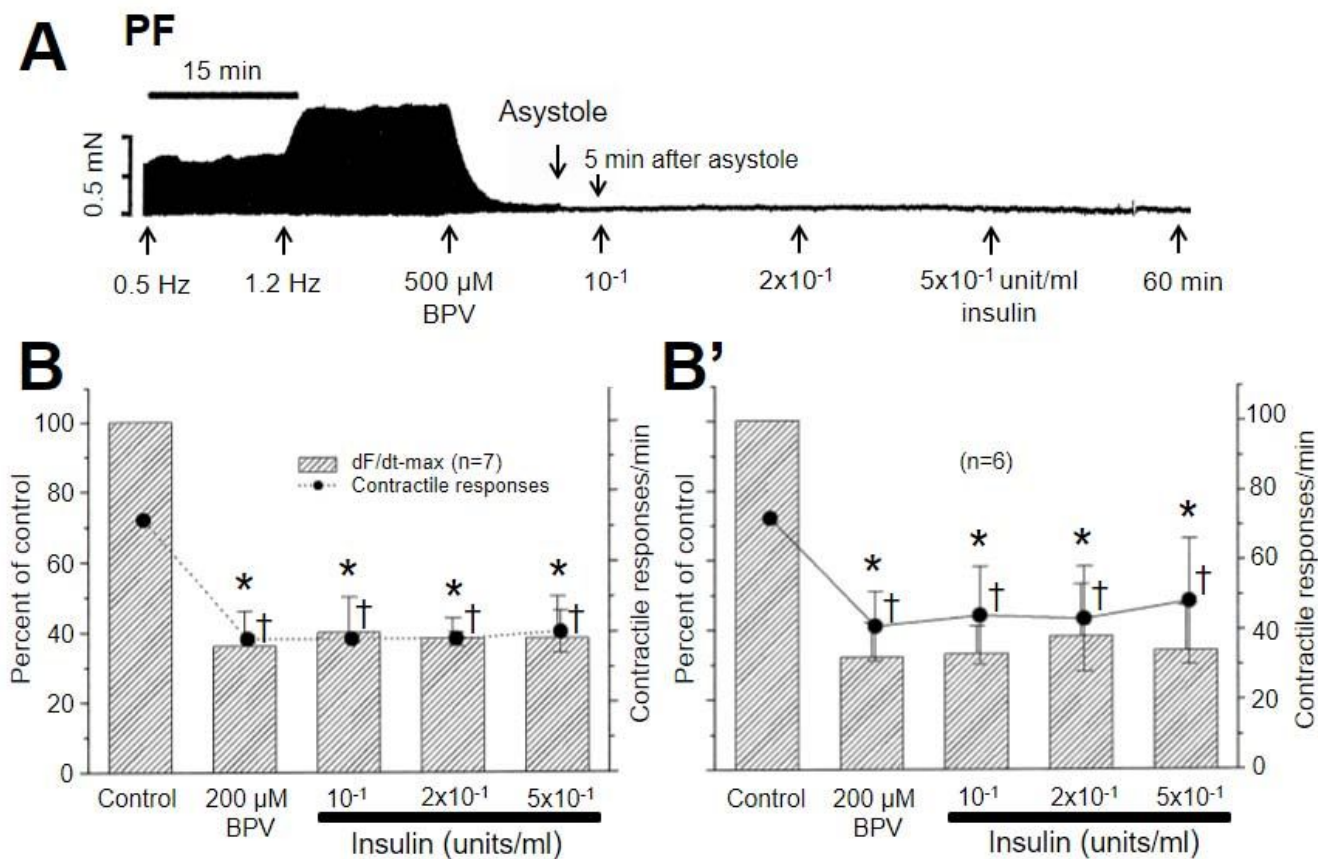 A PF
15 min
Asystole
5 min after asystole
0.5 mN
0.5 Hz 1.2 Hz 500 µM BPV 10⁻¹ 2x10⁻¹ 5x10⁻¹ unit/ml insulin 60 min
B
100
80
60
40
20
0
Percent of control
dF/dt-max (n=7)
Contractile responses
* * * *
† † † †
Contractile responses/min
Control 200 µM BPV 10⁻¹ 2x10⁻¹ 5x10⁻¹
Insulin (units/ml)
B’
Percent of control
(n=6)
* * * *
† † † †
100
80
60
40
20
0
Contractile responses/min
Control 200 µM BPV 10⁻¹ 2x10⁻¹ 5x10⁻¹
Insulin (units/ml)